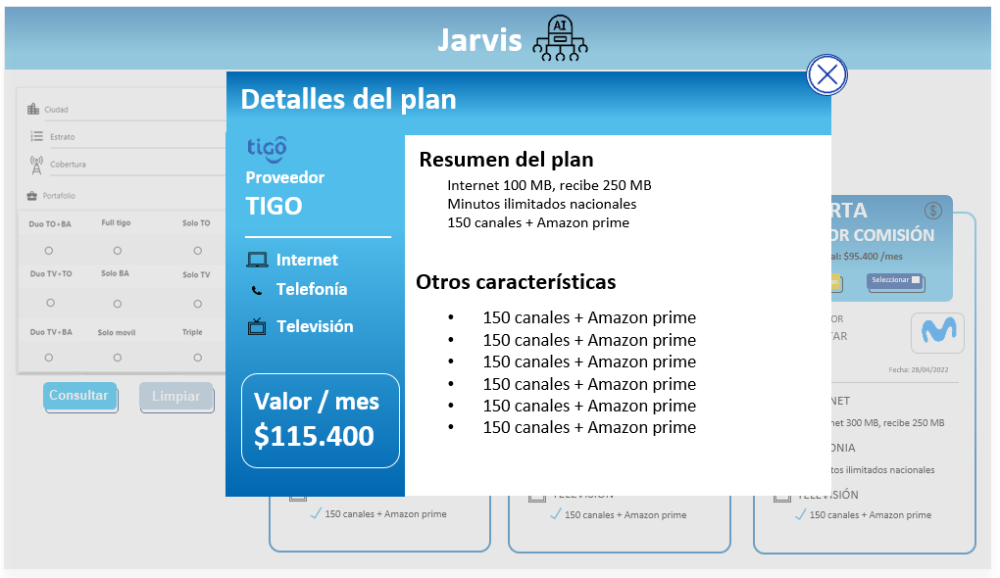 Jarvis
AI
Detalles del plan
tigo
Proveedor
TIGO
Internet
Telefonía
Televisión
Valor / mes
$115.400
Resumen del plan
Internet 100 MB, recibe 250 MB
Minutos ilimitados nacionales
150 canales + Amazon prime
Otros características
• 150 canales + Amazon prime
• 150 canales + Amazon prime
• 150 canales + Amazon prime
• 150 canales + Amazon prime
• 150 canales + Amazon prime
• 150 canales + Amazon prime
Ciudad
Estrato
Cobertura
Portafolio
Duo TO+BA Full tigo Solo TO
Duo TV+TO Solo BA Solo TV
Duo TV+BA Solo movil Triple
Consultar Limpiar
RTA $
OR COMISIÓN
al: $95.400 /mes
Seleccionar
OR
TAR
Fecha: 28/04/2022
NET
net 300 MB, recibe 250 MB
ONIA
tos ilimitados nacionales
TELEVISIÓN TELEVISIÓN
150 canales + Amazon prime 150 canales + Amazon prime 150 canales + Amazon prime